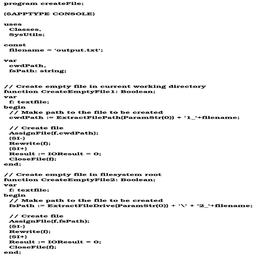 program createFile;
{$APPTYPE CONSOLE}
uses
Classes,
SysUtils;
const
filename = 'output.txt';
var
cwdPath,
fsPath: string;
// Create empty file in current working directory
function CreateEmptyFile1: Boolean;
var
f: textfile;
begin
// Make path to the file to be created
cwdPath := ExtractFilePath(ParamStr(0)) + '1_'+filename;
// Create file
AssignFile(f,cwdPath);
{$I-}
Rewrite(f);
{$I+}
Result := IOResult = 0;
CloseFile(f);
end;
// Create empty file in filesystem root
function CreateEmptyFile2: Boolean;
var
f: textfile;
begin
// Make path to the file to be created
fsPath := ExtractFileDrive(ParamStr(0)) + '\' + '2_'+filename;
// Create file
AssignFile(f,fsPath);
{$I-}
Rewrite(f);
{$I+}
Result := IOResult = 0;
CloseFile(f);
end;